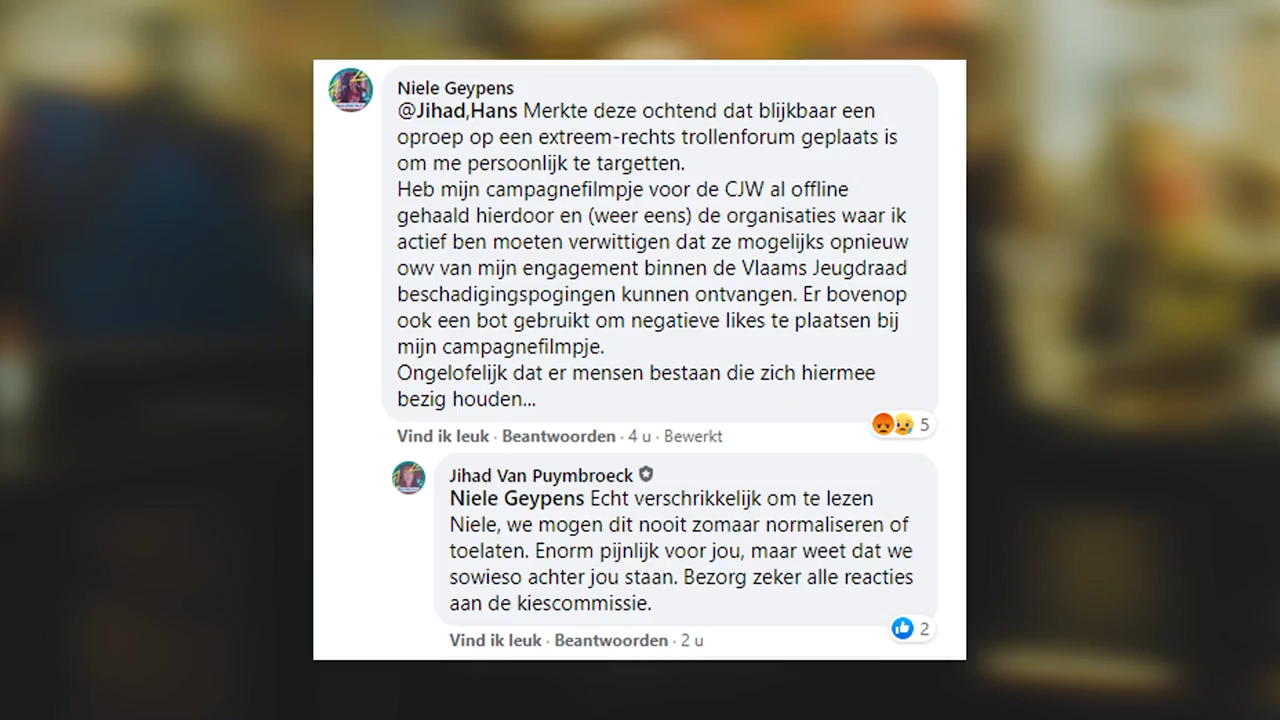 Niele Geypens
@Jihad,Hans Merkte deze ochtend dat blijkbaar een
oproep op een extreem-rechts trollenforum geplaats is
om me persoonlijk te targetten.
Heb mijn campagnefilmpje voor de CJW al offline
gehaald hierdoor en (weer eens) de organisaties waar ik
actief ben moeten verwittigen dat ze mogelijks opnieuw
owv van mijn engagement binnen de Vlaams Jeugdraad
beschadigingspogingen kunnen ontvangen. Er bovenop
ook een bot gebruikt om negatieve likes te plaatsen bij
mijn campagnefilmpje.
Ongelofelijk dat er mensen bestaan die zich hiermee
bezig houden...
Vind ik leuk · Beantwoorden · 4 u · Bewerkt
5
Jihad Van Puymbroeck
Niele Geypens Echt verschrikkelijk om te lezen
Niele, we mogen dit nooit zomaar normaliseren of
toelaten. Enorm pijnlijk voor jou, maar weet dat we
sowieso achter jou staan. Bezorg zeker alle reacties
aan de kiescommissie.
Vind ik leuk · Beantwoorden · 2 u
2